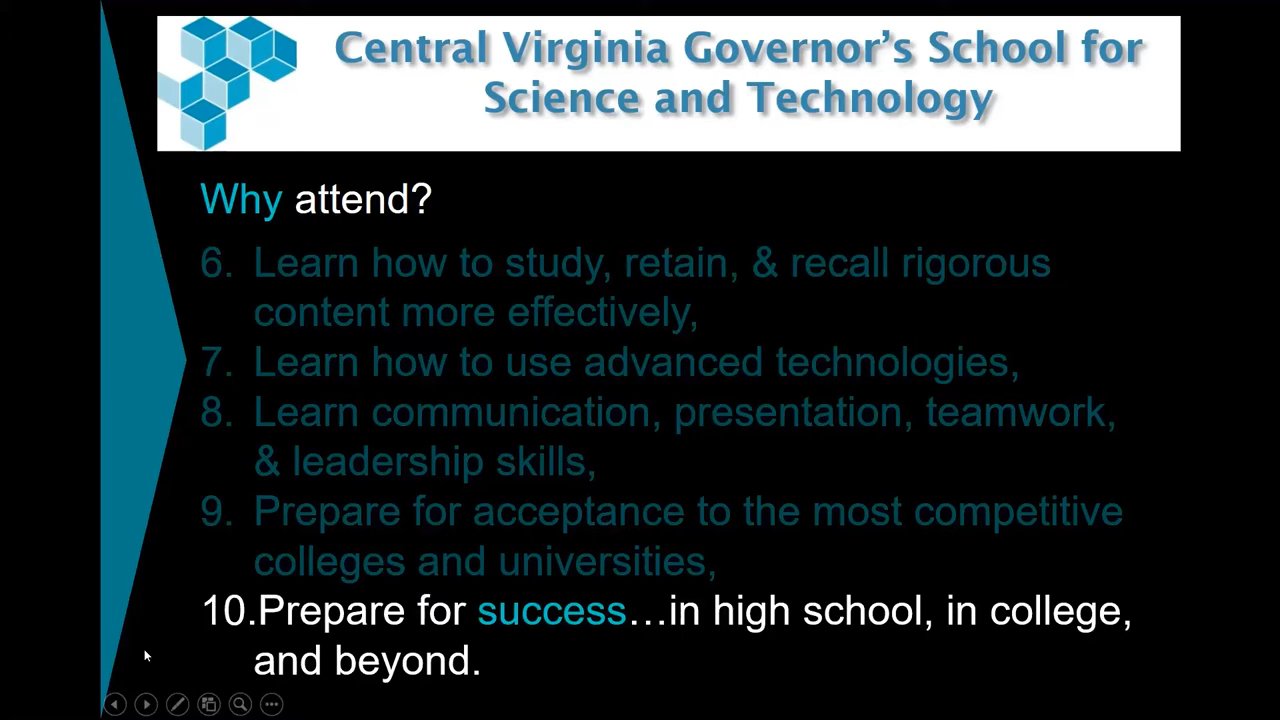 Central Virginia Governor’s School for
Science and Technology
Why attend?
6. Learn how to study, retain, & recall rigorous
content more effectively,
7. Learn how to use advanced technologies,
8. Learn communication, presentation, teamwork,
& leadership skills,
9. Prepare for acceptance to the most competitive
colleges and universities,
10.Prepare for success…in high school, in college,
and beyond.